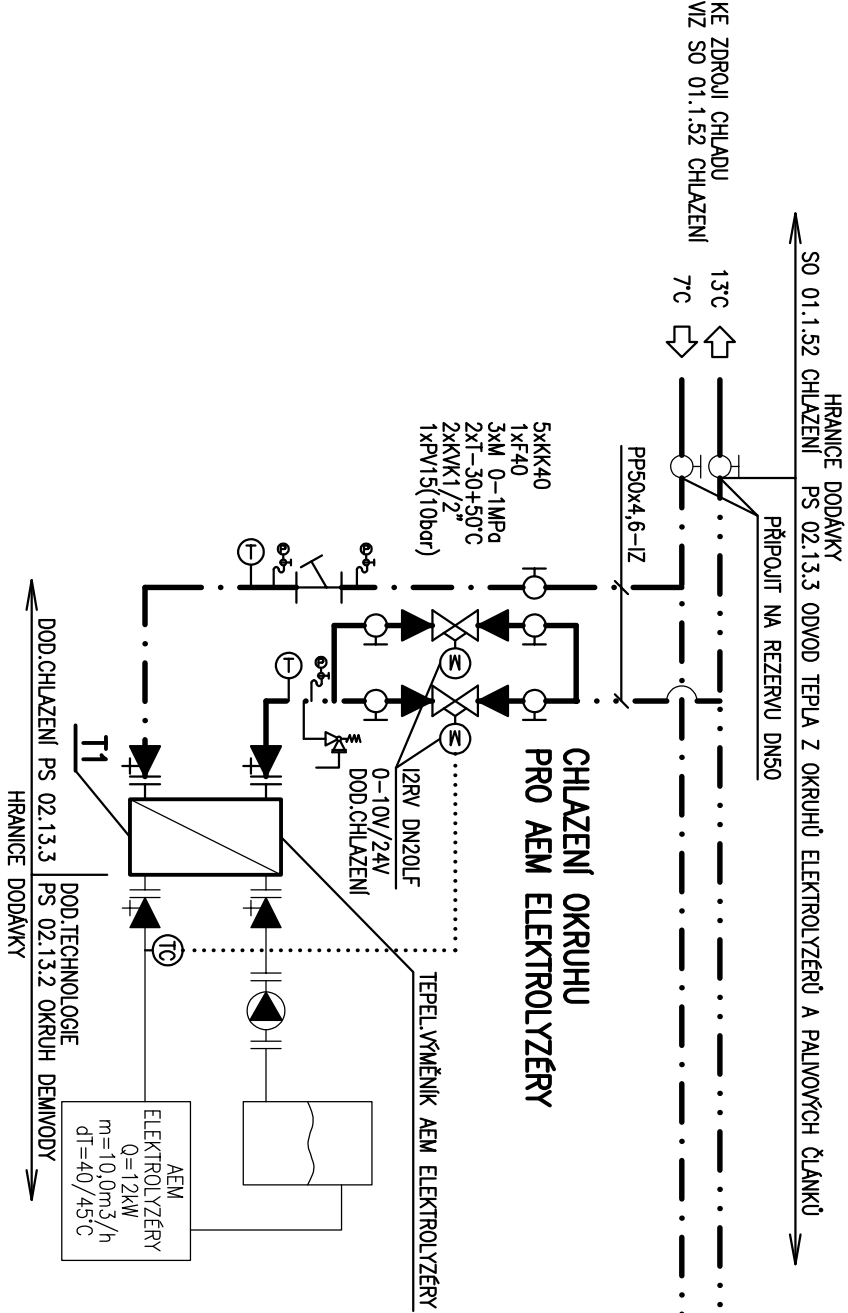 HRANICE DODÁVKY
SO 01.1.52 CHLAZENÍ PS 02.13.3 ODVOD TEPLA Z OKRUHŮ ELEKTROLYZÉRŮ A PALIVOVÝCH ČLÁNKŮ
KE ZDROJI CHLADU
VIZ SO 01.1.52 CHLAZENÍ
13°C
7°C
PŘIPOJIT NA REZERVU DN50
PP50x4,6-IZ
5xKK40
1xF40
3xM 0-1MPa
2xT-30+50°C
2xKVK1/2"
1xPV15(10bar)
CHLAZENÍ OKRUHU
PRO AEM ELEKTROLYZÉRY
M
M
I2RV DN20LF
0-10V/24V
DOD.CHLAZENÍ
P
P
T
P
T
T1
TC
TEPEL.VÝMĚNÍK AEM ELEKTROLYZÉRY
AEM
ELEKTROLYZÉRY
Q=12kW
m=10,0m3/h
dT=40/45°C
DOD.CHLAZENÍ PS 02.13.3
DOD.TECHNOLOGIE
PS 02.13.2 OKRUH DEMIVODY
HRANICE DODÁVKY